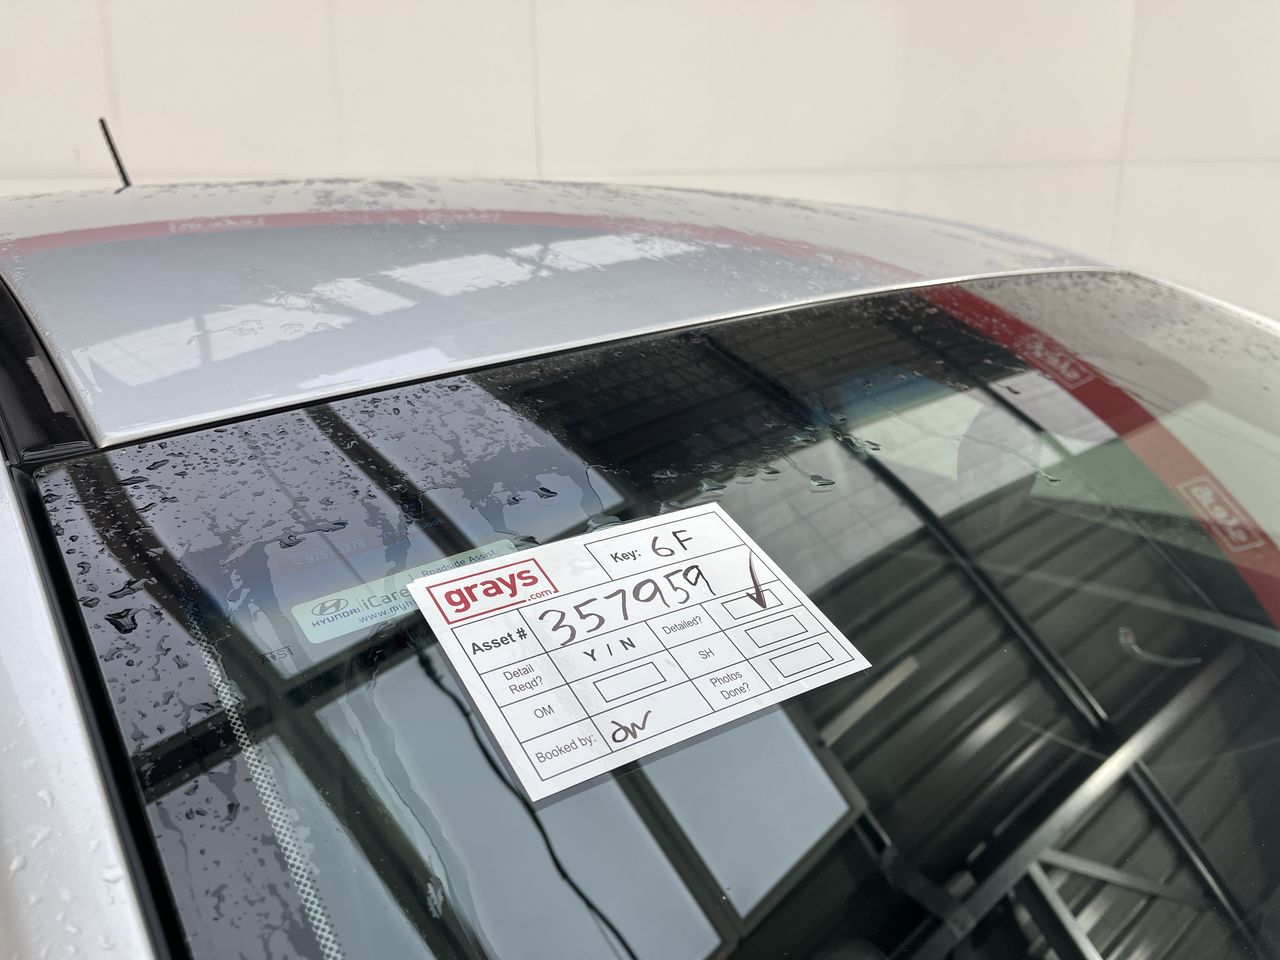 grays
.com
Key: 6F
Asset # 357959
Detail Reqd? Y / N Detailed?
OM SH
Booked by: DW Photos Done?
Roadside Assist
HYUNDAI iCare